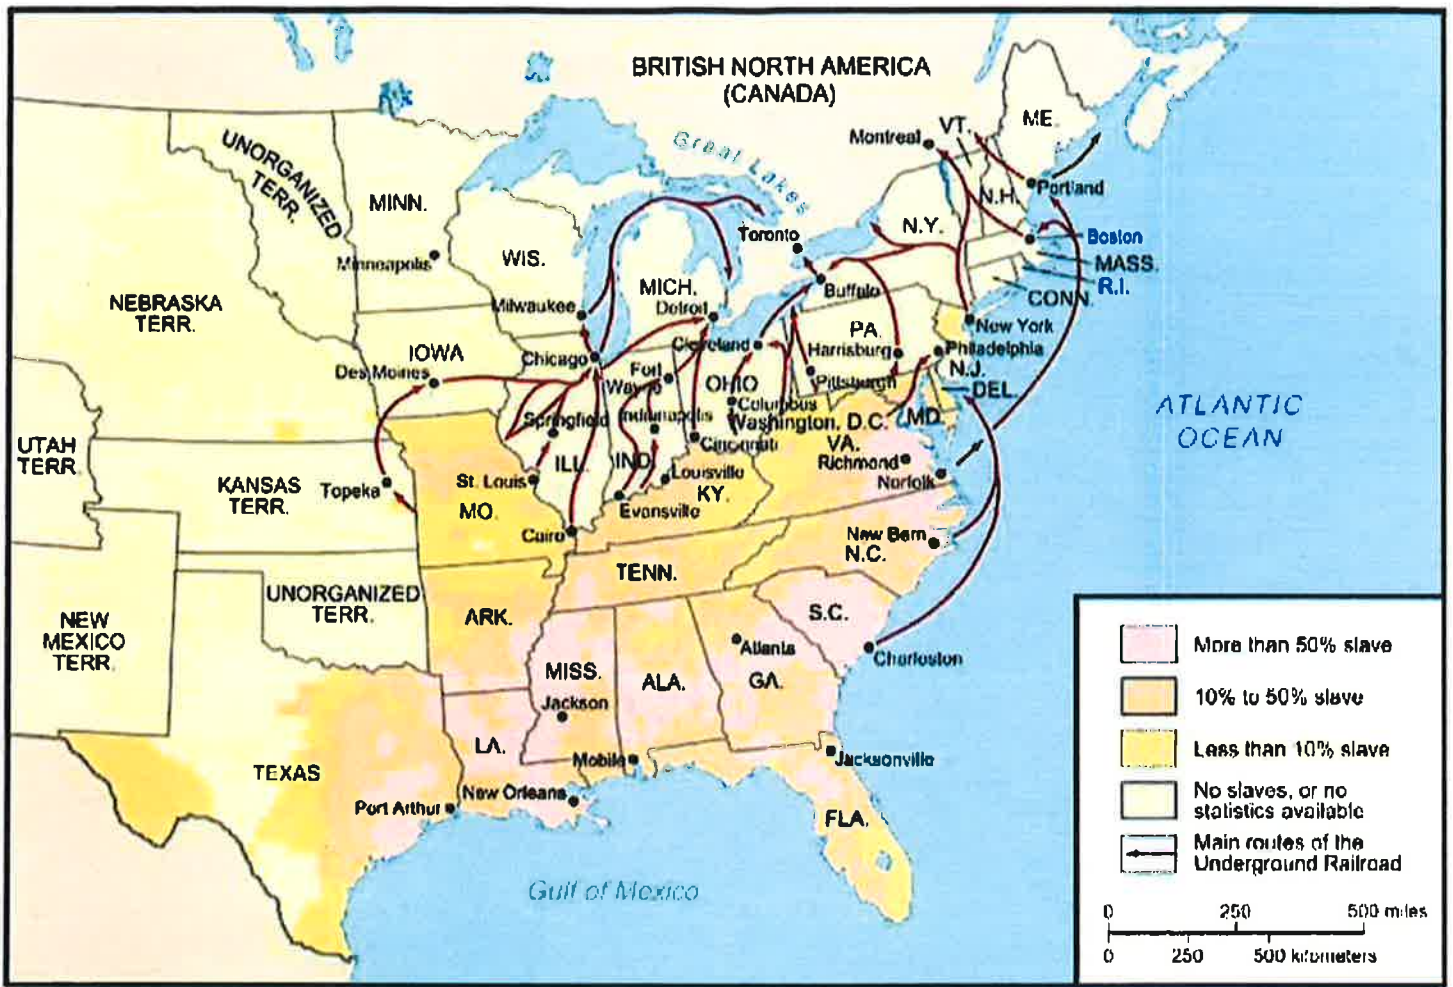 BRITISH NORTH AMERICA
(CANADA)
Great Lakes
Montreal
VT.
ME.
UNORGANIZED
TERR.
MINN.
Minneapolis
WIS.
Milwaukee
MICH.
Detroit
Toronto
Buffalo
N.Y.
N.H.
Portland
Boston
MASS.
R.I.
CONN.
New York
NEBRASKA
TERR.
IOWA
Des Moines
Chicago
Cleveland
PA.
Harrisburg
Pittsburgh
Philadelphia
N.J.
DEL.
MD.
Fort
Wayne
OHIO
Columbus
Springfield
Indianapolis
Washington, D.C.
Cincinnati
ATLANTIC
OCEAN
UTAH
TERR.
KANSAS
TERR.
Topeka
St. Louis
MO.
ILL.
IND.
Louisville
KY.
Evansville
Cairo
VA.
Richmond
Norfolk
New Bern
N.C.
NEW
MEXICO
TERR.
UNORGANIZED
TERR.
ARK.
TENN.
S.C.
Charleston
Atlanta
GA.
MISS.
Jackson
ALA.
LA.
Mobile
Jacksonville
TEXAS
Port Arthur
New Orleans
FLA.
Gulf of Mexico
More than 50% slave
10% to 50% slave
Less than 10% slave
No slaves, or no
statistics available
Main routes of the
Underground Railroad
0 250 500 miles
0 250 500 kilometers